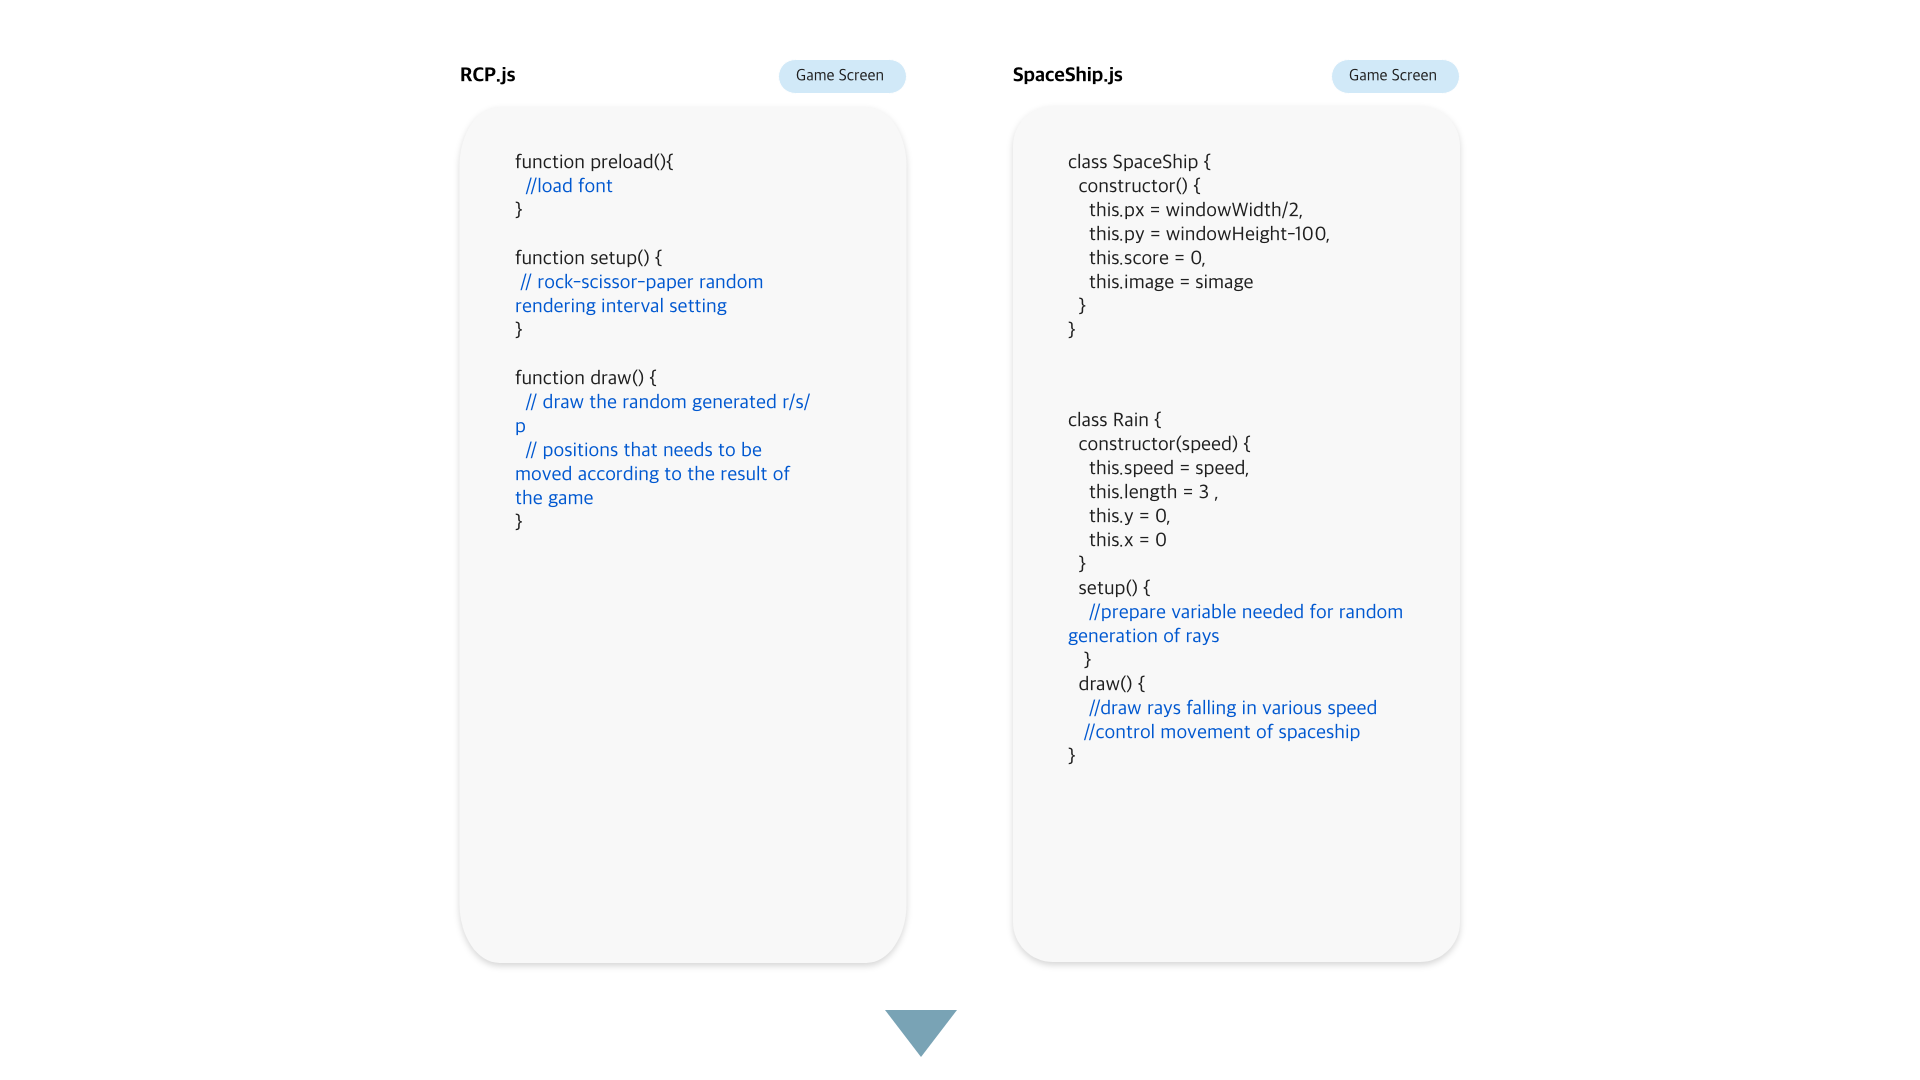 RCP.js
Game Screen
function preload(){
//load font
}
function setup() {
// rock-scissor-paper random
rendering interval setting
}
function draw() {
// draw the random generated r/s/
p
// positions that needs to be
moved according to the result of
the game
}
SpaceShip.js
Game Screen
class SpaceShip {
constructor() {
this.px = windowWidth/2,
this.py = windowHeight-100,
this.score = 0,
this.image = simage
}
}
class Rain {
constructor(speed) {
this.speed = speed,
this.length = 3 ,
this.y = 0,
this.x = 0
}
setup() {
//prepare variable needed for random
generation of rays
}
draw() {
//draw rays falling in various speed
//control movement of spaceship
}